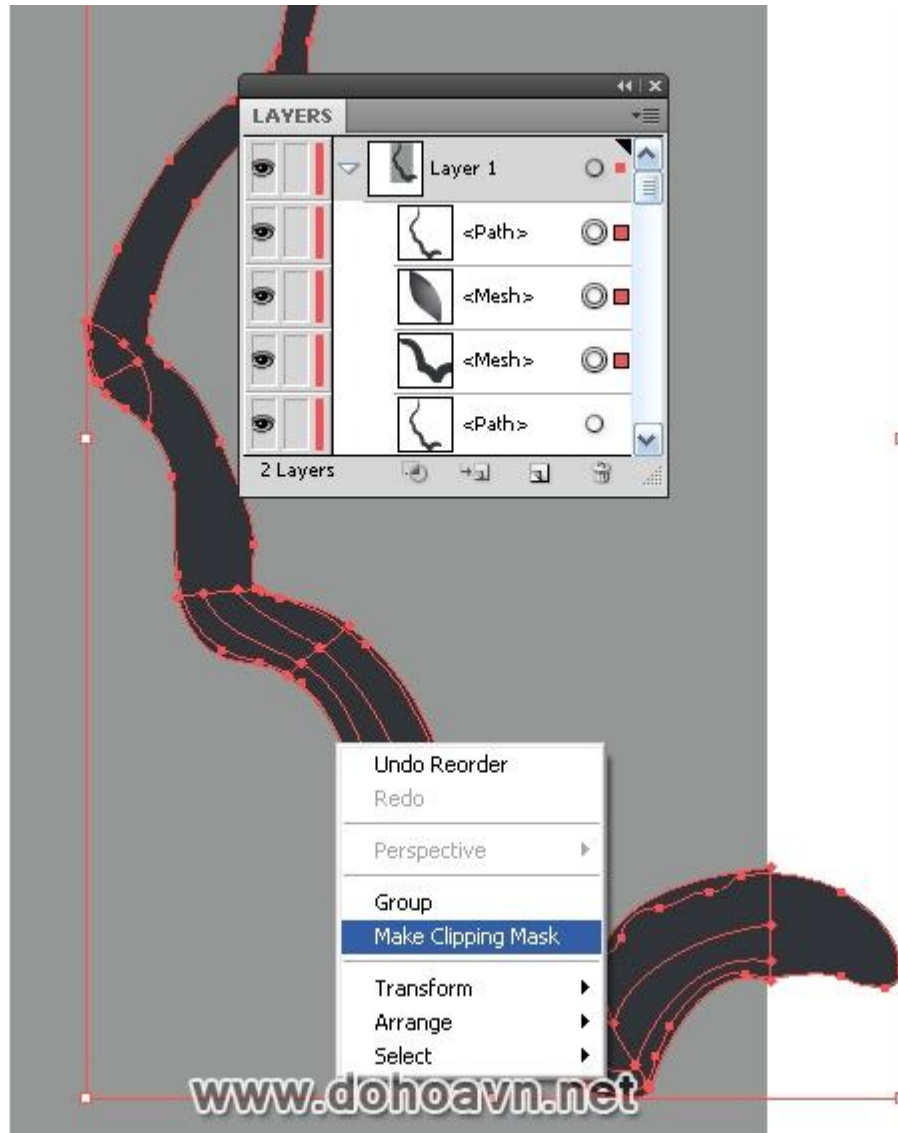 LAYERS
Layer 1
<Path>
<Mesh>
<Mesh>
<Path>
2 Layers
Undo Reorder
Redo
Perspective
Group
Make Clipping Mask
Transform
Arrange
Select
www.dohoavn.net